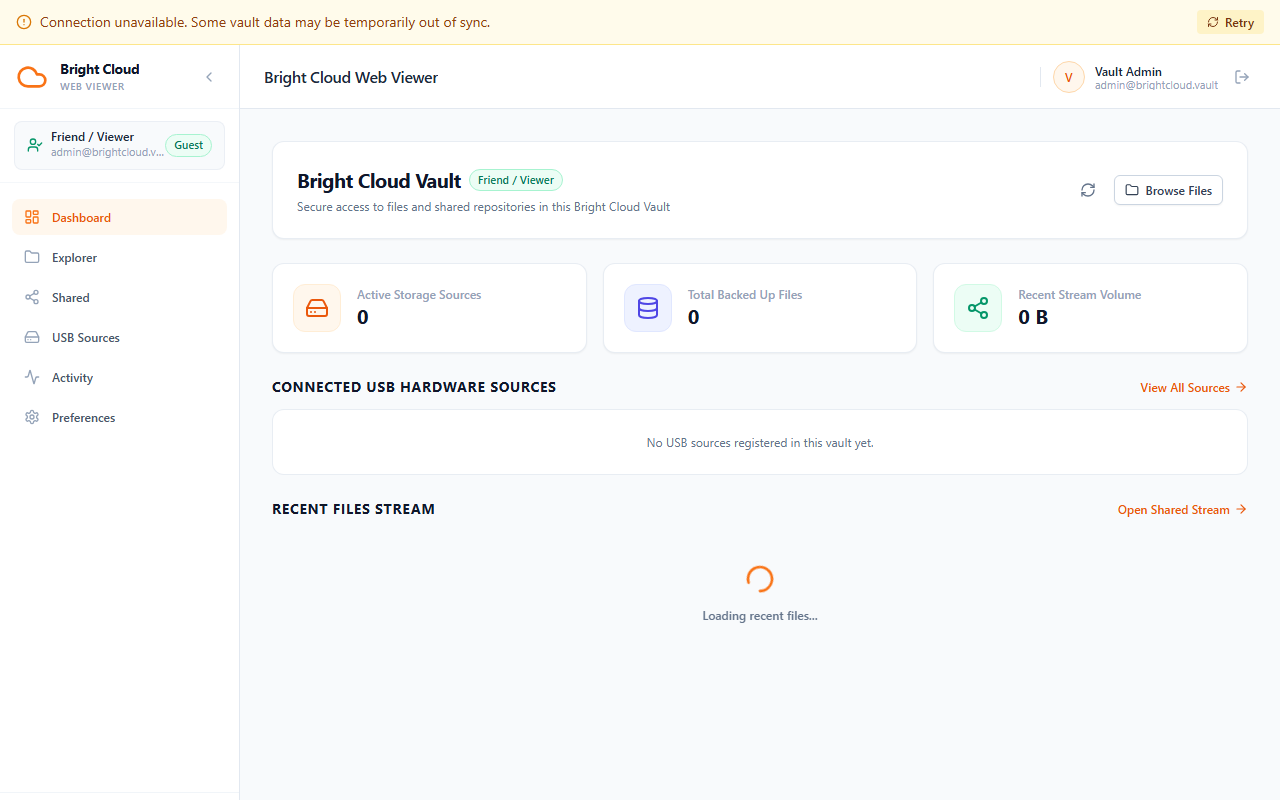 Connection unavailable. Some vault data may be temporarily out of sync.
Retry
Bright Cloud
WEB VIEWER
Bright Cloud Web Viewer
V
Vault Admin
admin@brightcloud.vault
Friend / Viewer
admin@brightcloud.v...
Guest
Dashboard
Explorer
Shared
USB Sources
Activity
Preferences
Bright Cloud Vault
Friend / Viewer
Secure access to files and shared repositories in this Bright Cloud Vault
Browse Files
Active Storage Sources
0
Total Backed Up Files
0
Recent Stream Volume
0 B
CONNECTED USB HARDWARE SOURCES
View All Sources
No USB sources registered in this vault yet.
RECENT FILES STREAM
Open Shared Stream
Loading recent files...